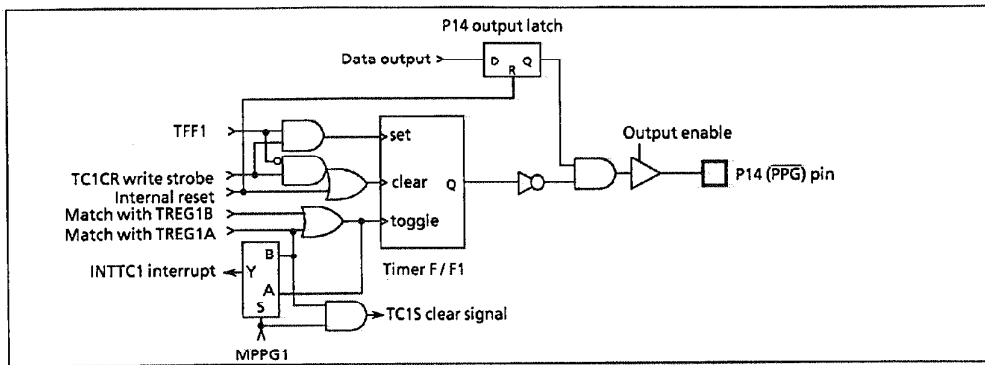 P14 output latch
Data output
D Q
R
TFF1
set
Output enable
TC1CR write strobe
clear
Q
P14 (PPG) pin
Internal reset
Match with TREG1B
toggle
Match with TREG1A
B
INTTC1 interrupt
Y
Timer F / F1
A
S
TC1S clear signal
MPPG1